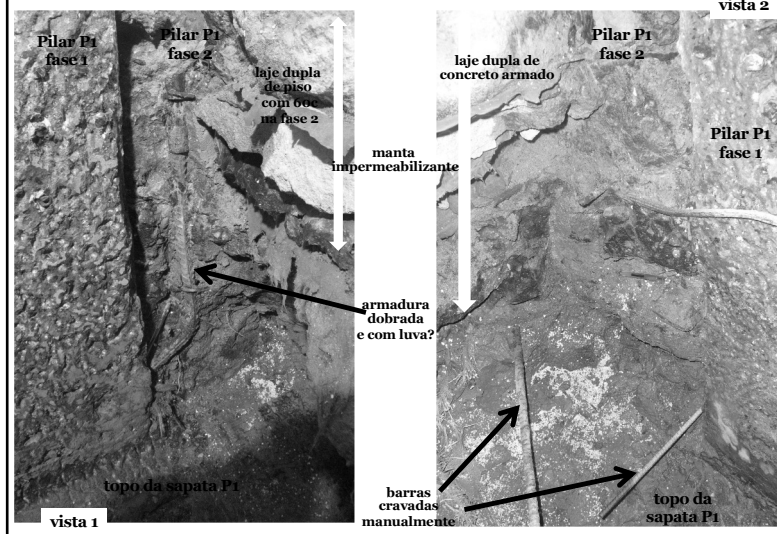 vista 2
Pilar P1
fase 1
Pilar P1
fase 2
laje dupla
de piso
com 60c
na fase 2
manta
impermeabilizante
armadura
dobrada
e com luva?
topo da sapata P1
vista 1
laje dupla de
concreto armado
Pilar P1
fase 2
Pilar P1
fase 1
barras
cravadas
manualmente
topo da
sapata P1